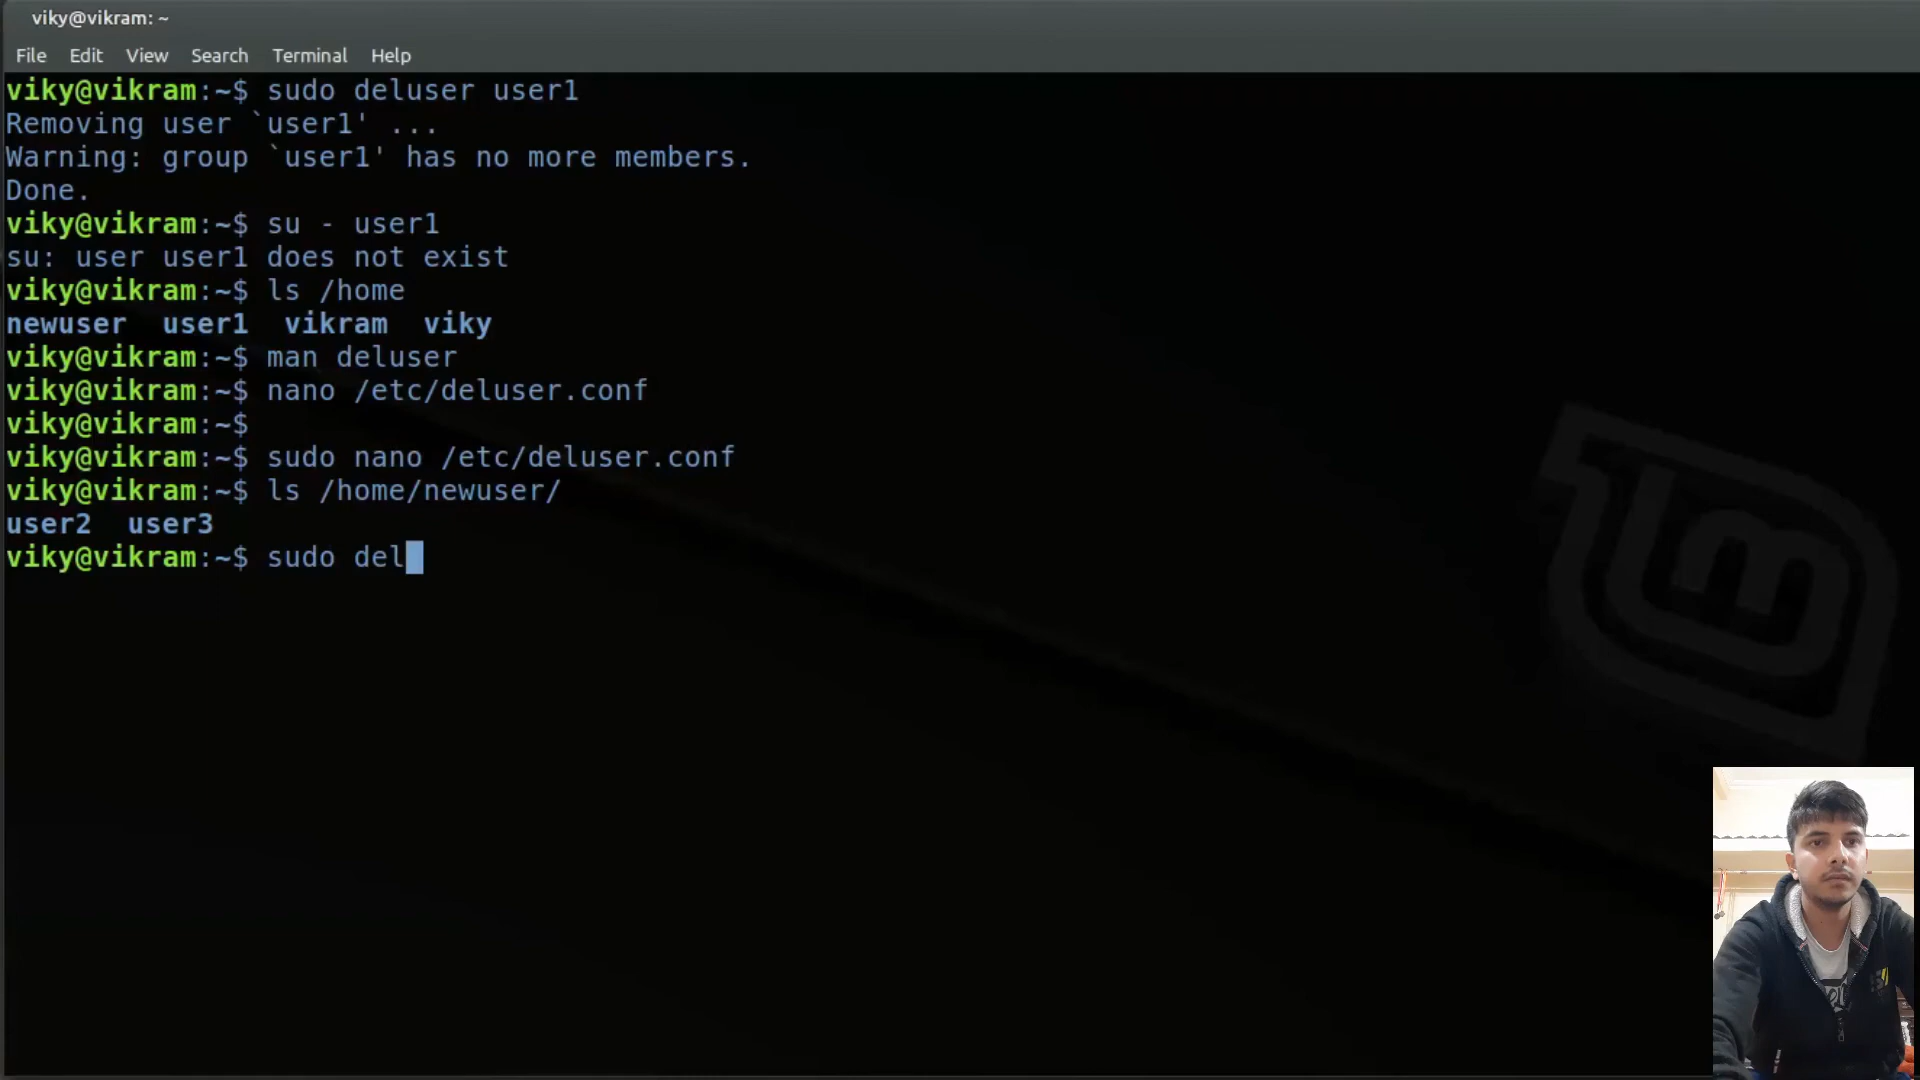 viky@vikram: ~
File Edit View Search Terminal Help
viky@vikram:~$ sudo deluser user1
Removing user `user1' ...
Warning: group `user1' has no more members.
Done.
viky@vikram:~$ su - user1
su: user user1 does not exist
viky@vikram:~$ ls /home
newuser user1 vikram viky
viky@vikram:~$ man deluser
viky@vikram:~$ nano /etc/deluser.conf
viky@vikram:~$
viky@vikram:~$ sudo nano /etc/deluser.conf
viky@vikram:~$ ls /home/newuser/
user2 user3
viky@vikram:~$ sudo del